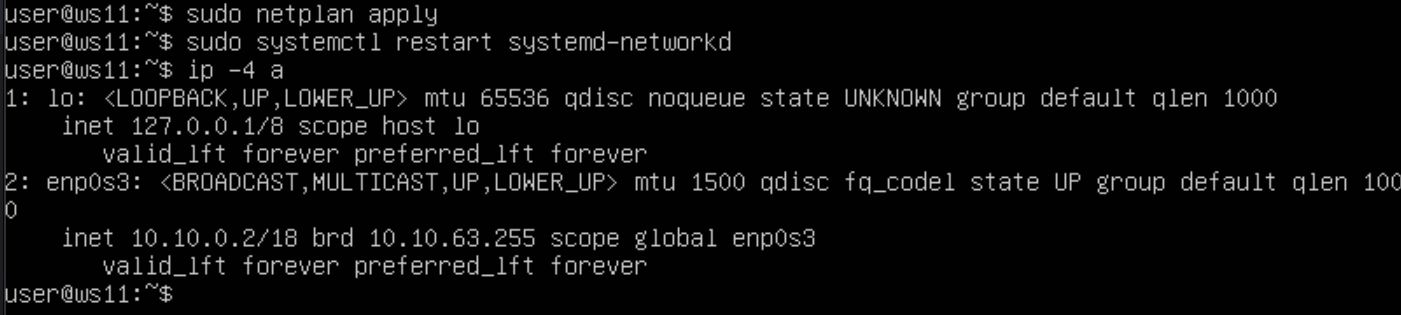 user@ws11:~$ sudo netplan apply
user@ws11:~$ sudo systemctl restart systemd-networkd
user@ws11:~$ ip -4 a
1: lo: <LOOPBACK,UP,LOWER_UP> mtu 65536 qdisc noqueue state UNKNOWN group default qlen 1000
    inet 127.0.0.1/8 scope host lo
       valid_lft forever preferred_lft forever
2: enp0s3: <BROADCAST,MULTICAST,UP,LOWER_UP> mtu 1500 qdisc fq_codel state UP group default qlen 100
0
    inet 10.10.0.2/18 brd 10.10.63.255 scope global enp0s3
       valid_lft forever preferred_lft forever
user@ws11:~$